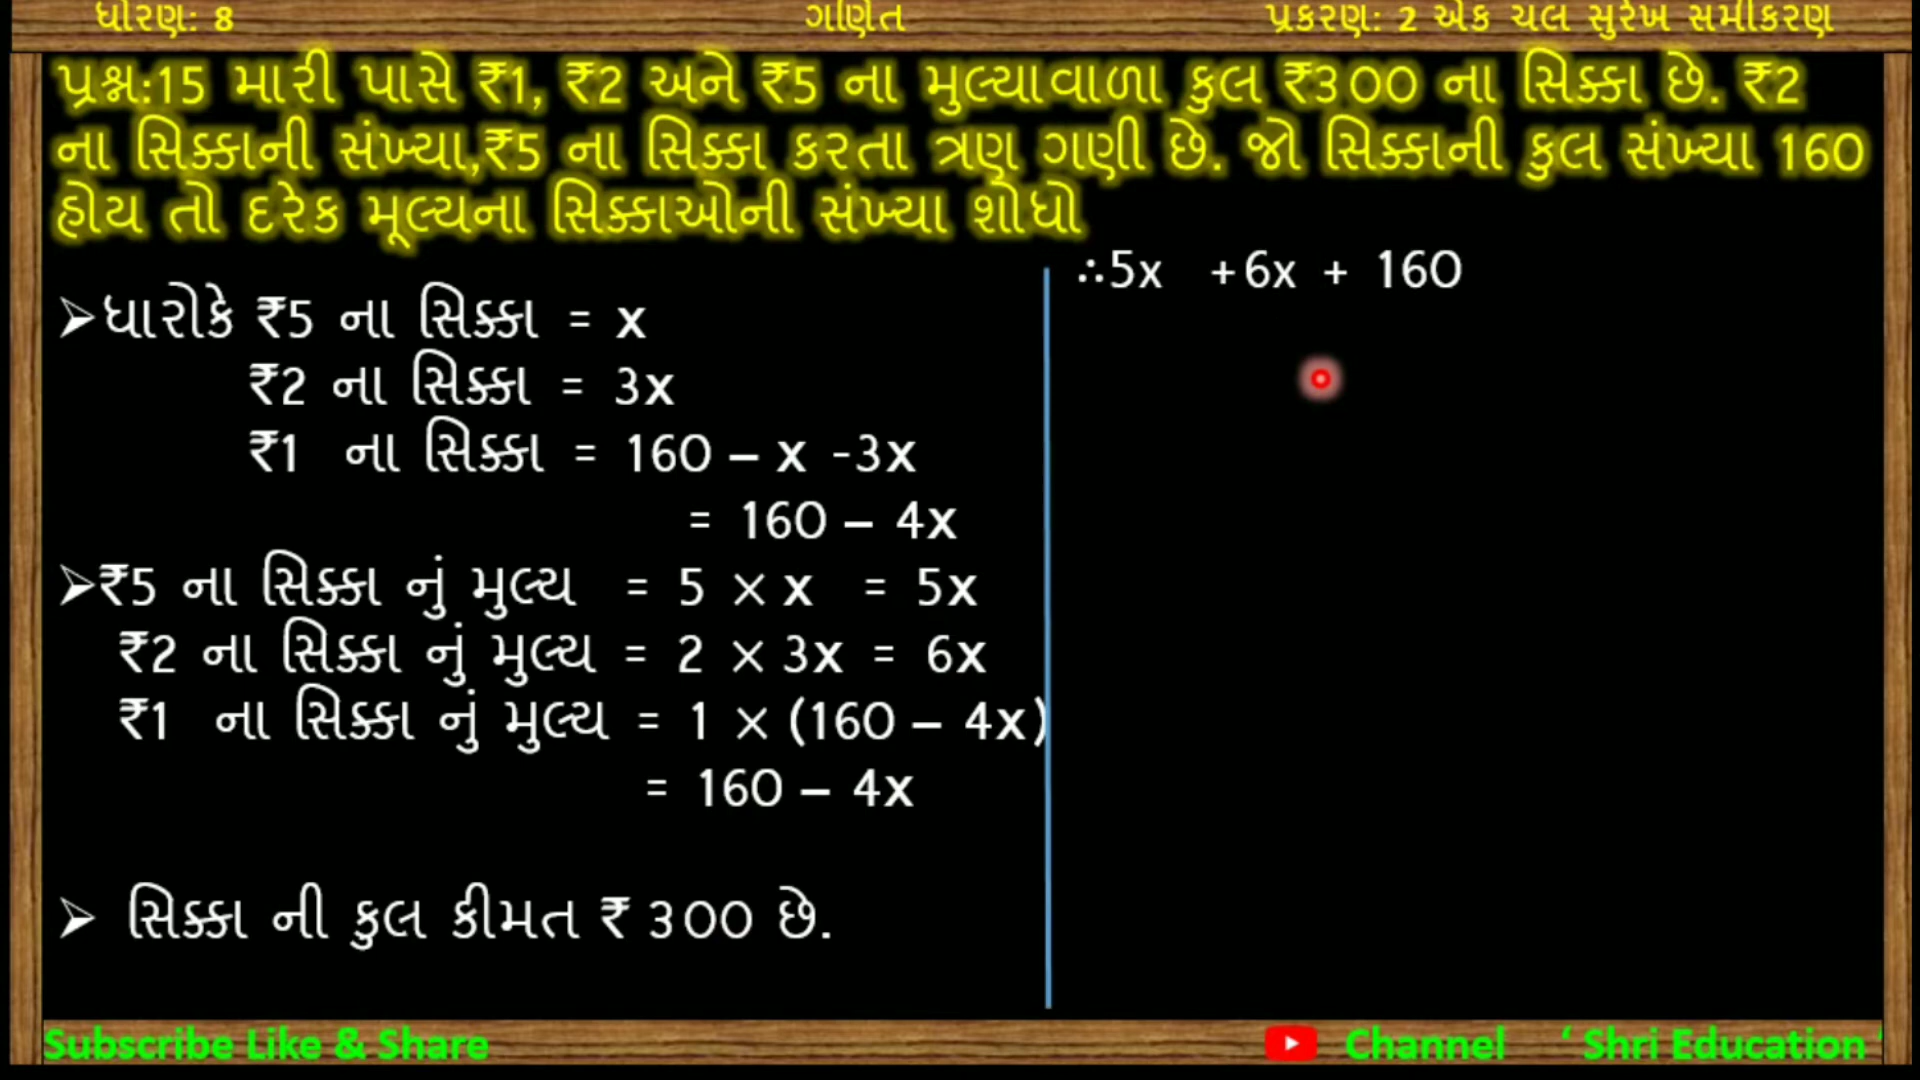 ધોરણ: 8 ગણિત પ્રકરણ: 2 એક ચલ સુરેખ સમીકરણ
પ્રશ્ન:15 મારી પાસે ₹1, ₹2 અને ₹5 ના મુલ્યાવાળા કુલ ₹300 ના સિક્કા છે. ₹2
ના સિક્કાની સંખ્યા,₹5 ના સિક્કા કરતા ત્રણ ગણી છે. જો સિક્કાની કુલ સંખ્યા 160
હોય તો દરેક મૂલ્યના સિક્કાઓની સંખ્યા શોધો
➢ધારોકે ₹5 ના સિક્કા = x
₹2 ના સિક્કા = 3x
₹1 ના સિક્કા = 160 – x -3x
= 160 – 4x
➢₹5 ના સિક્કા નું મુલ્ય = 5 × x = 5x
₹2 ના સિક્કા નું મુલ્ય = 2 × 3x = 6x
₹1 ના સિક્કા નું મુલ્ય = 1 × (160 – 4x)
= 160 – 4x
➢ સિક્કા ની કુલ કીમત ₹ 300 છે.
∴5x +6x + 160
Subscribe Like & Share Channel ‘ Shri Education ’